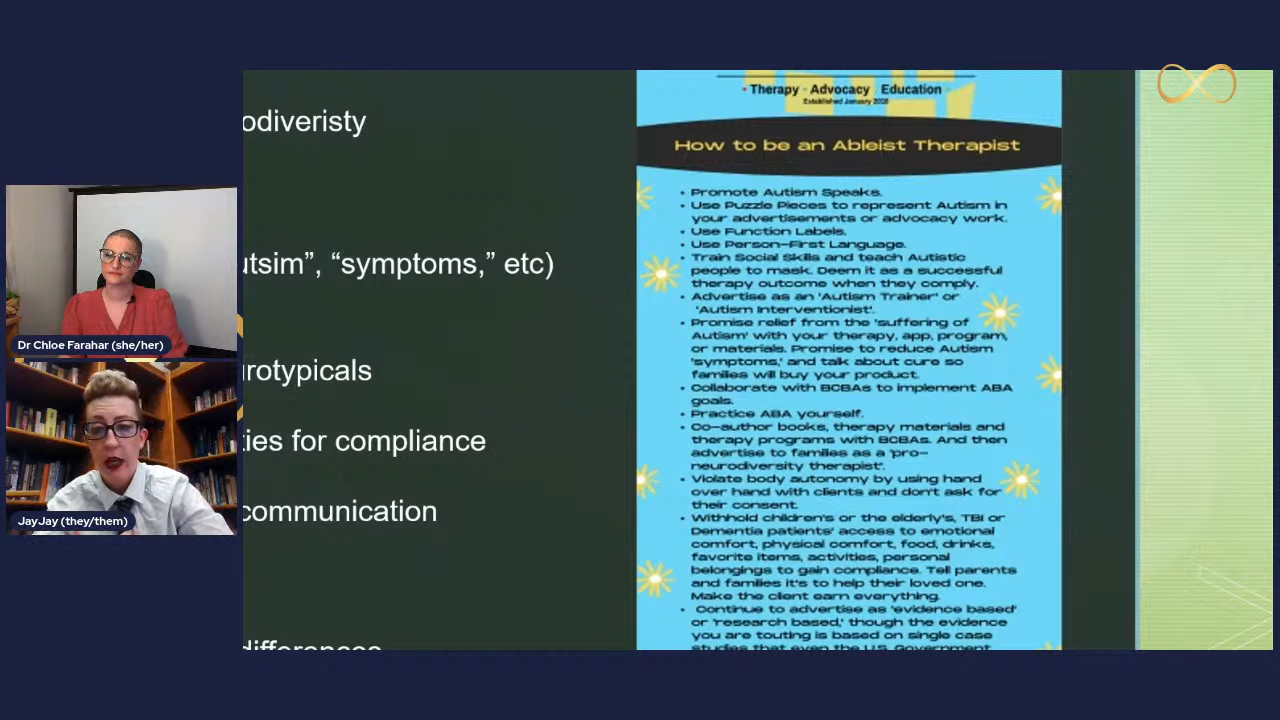 odiveristy
utsim”, “symptoms,” etc)
rotypicals
ties for compliance
communication
differences
Therapy Advocacy Education
Established January 2018
How to be an Ableist Therapist
• Promote Autism Speaks.
• Use Puzzle Pieces to represent Autism in
your advertisements or advocacy work.
• Use Function Labels.
• Use Person-First Language.
• Train Social Skills and teach Autistic
people to mask. Deem it as a successful
therapy outcome when they comply.
• Advertise as an 'Autism Trainer' or
'Autism Interventionist'.
• Promise relief from the 'suffering of
Autism' with your therapy, app, program,
or materials. Promise to reduce Autism
'symptoms,' and talk about cure so
families will buy your product.
• Collaborate with BCBAs to implement ABA
goals.
• Practice ABA yourself.
• Co-author books, therapy materials and
therapy programs with BCBAs. And then
advertise to families as a 'pro-
neurodiversity therapist'.
• Violate body autonomy by using hand
over hand with clients and don't ask for
their consent.
• Withhold children's or the elderly's, TBI or
Dementia patients' access to emotional
comfort, physical comfort, food, drinks,
favorite items, activities, personal
belongings to gain compliance. Tell parents
and families it's to help their loved one.
Make the client earn everything.
• Continue to advertise as 'evidence based'
or 'research based,' though the evidence
you are touting is based on single case
studies that even the U.S. Government
Dr Chloe Farahar (she/her)
JayJay (they/them)